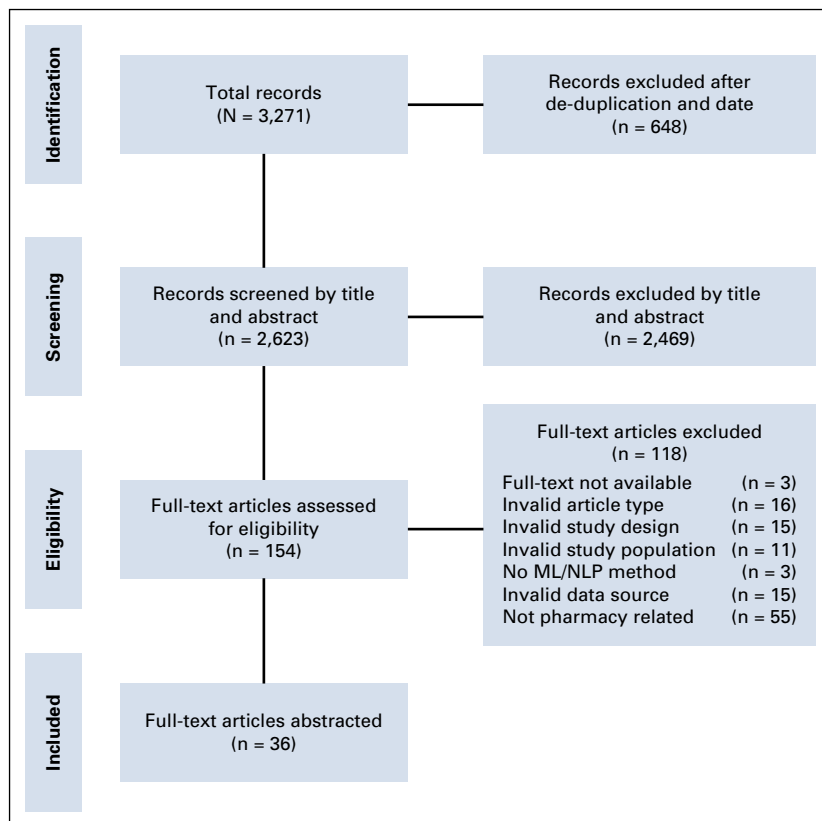 Identification
Total records
(N = 3,271)
Records excluded after
de-duplication and date
(n = 648)
Screening
Records screened by title
and abstract
(n = 2,623)
Records excluded by title
and abstract
(n = 2,469)
Eligibility
Full-text articles assessed
for eligibility
(n = 154)
Full-text articles excluded
(n = 118)
Full-text not available (n = 3)
Invalid article type (n = 16)
Invalid study design (n = 15)
Invalid study population (n = 11)
No ML/NLP method (n = 3)
Invalid data source (n = 15)
Not pharmacy related (n = 55)
Included
Full-text articles abstracted
(n = 36)